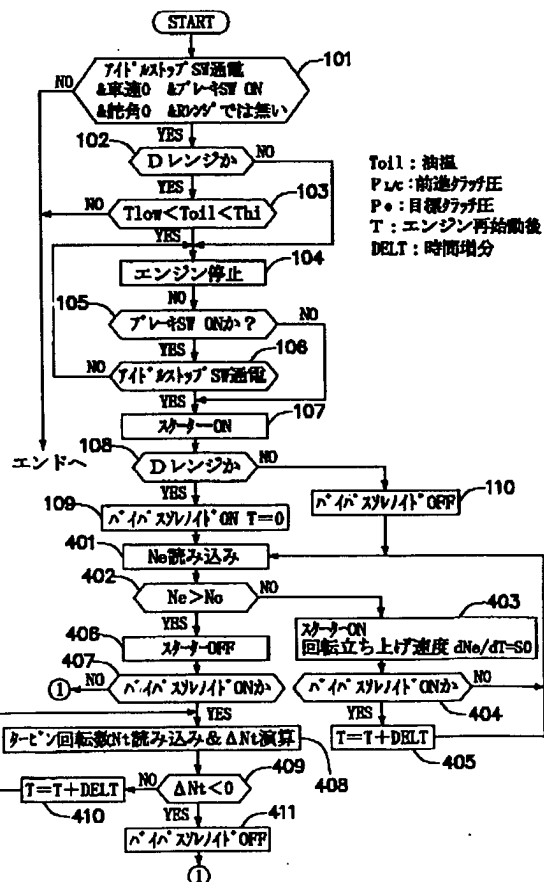 START
アイドルストップSW通電
&車速0 &ブレーキSW ON
&舵角0 &Rレンジでは無い
101
NO
YES
102
Dレンジか
NO
YES
103
NO
Tlow<Toil<Thi
YES
Toil:油温
PL/c:前進クラッチ圧
Pe:目標クラッチ圧
T:エンジン再始動後
DELT:時間増分
エンジン停止
104
NO
105
ブレーキSW ONか?
NO
YES
106
NO
アイドルストップSW通電
YES
107
スターターON
エンドへ
108
Dレンジか
NO
YES
109
バイパスソレノイドON T=0
110
バイパスソレノイドOFF
401
Ne読み込み
402
Ne>No
NO
YES
403
スターターON
回転立ち上げ速度 dNe/dT=S0
406
スターターOFF
407
NO
①
バイパスソレノイドONか
YES
バイパスソレノイドONか
NO
404
YES
T=T+DELT
405
タービン回転数Nt読み込み&ΔNt演算
408
409
ΔNt<0
NO
T=T+DELT
410
YES
411
バイパスソレノイドOFF
①